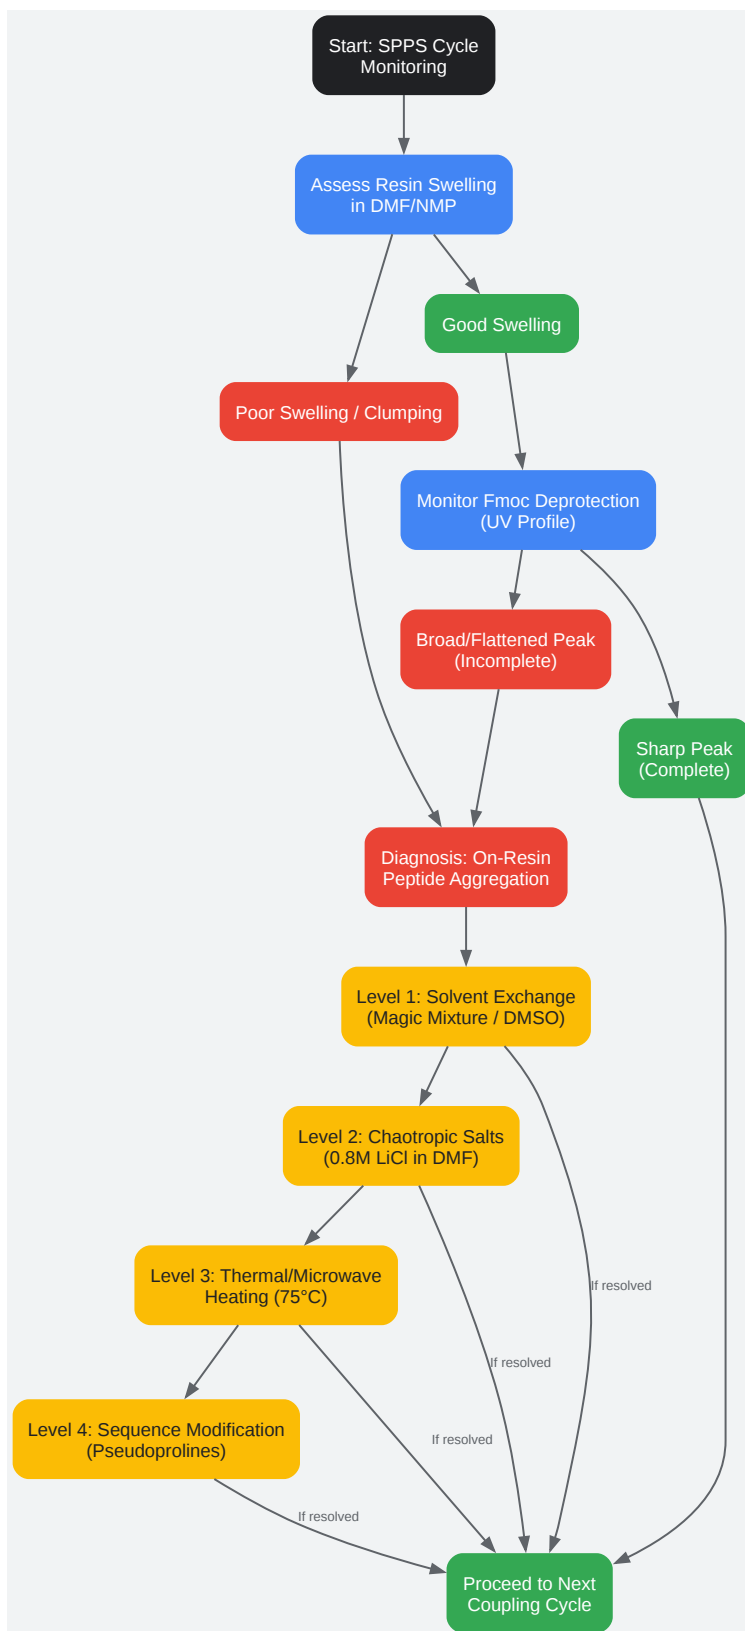 Start: SPPS Cycle
Monitoring
Assess Resin Swelling
in DMF/NMP
Good Swelling
Poor Swelling / Clumping
Monitor Fmoc Deprotection
(UV Profile)
Broad/Flattened Peak
(Incomplete)
Sharp Peak
(Complete)
Diagnosis: On-Resin
Peptide Aggregation
Level 1: Solvent Exchange
(Magic Mixture / DMSO)
Level 2: Chaotropic Salts
(0.8M LiCl in DMF)
Level 3: Thermal/Microwave
Heating (75°C)
If resolved
If resolved
If resolved
Level 4: Sequence Modification
(Pseudoprolines)
If resolved
Proceed to Next
Coupling Cycle